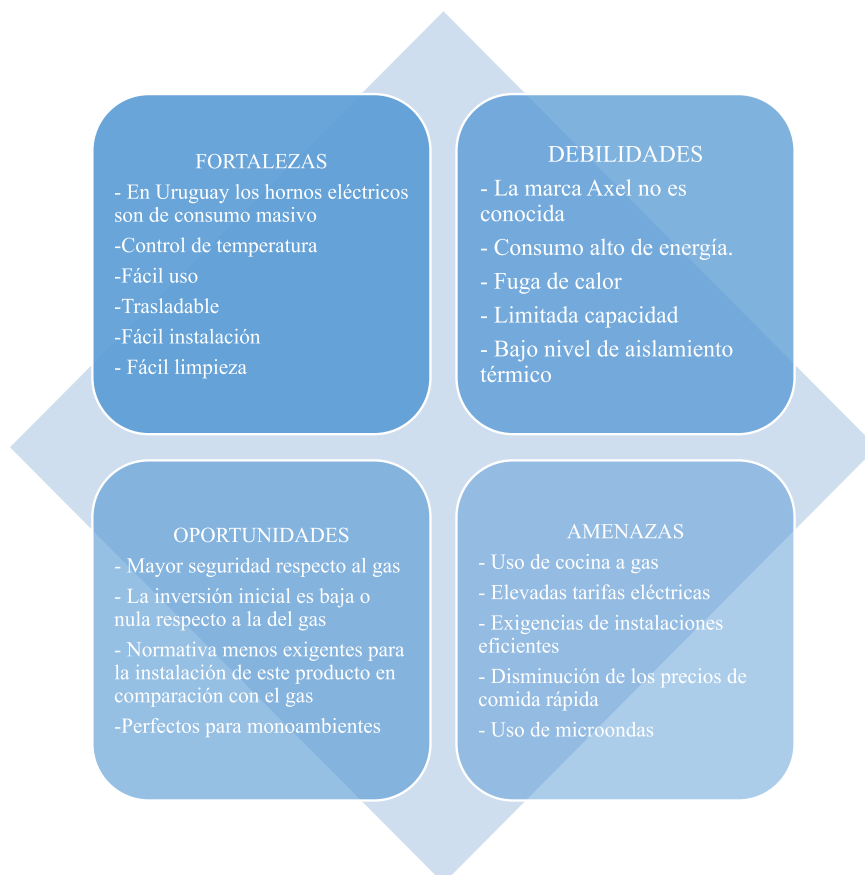 FORTALEZAS
- En Uruguay los hornos eléctricos
son de consumo masivo
-Control de temperatura
-Fácil uso
-Trasladable
-Fácil instalación
- Fácil limpieza
DEBILIDADES
- La marca Axel no es
conocida
- Consumo alto de energía.
- Fuga de calor
- Limitada capacidad
- Bajo nivel de aislamiento
térmico
OPORTUNIDADES
- Mayor seguridad respecto al gas
- La inversión inicial es baja o
nula respecto a la del gas
- Normativa menos exigentes para
la instalación de este producto en
comparación con el gas
-Perfectos para monoambientes
AMENAZAS
- Uso de cocina a gas
- Elevadas tarifas eléctricas
- Exigencias de instalaciones
eficientes
- Disminución de los precios de
comida rápida
- Uso de microondas